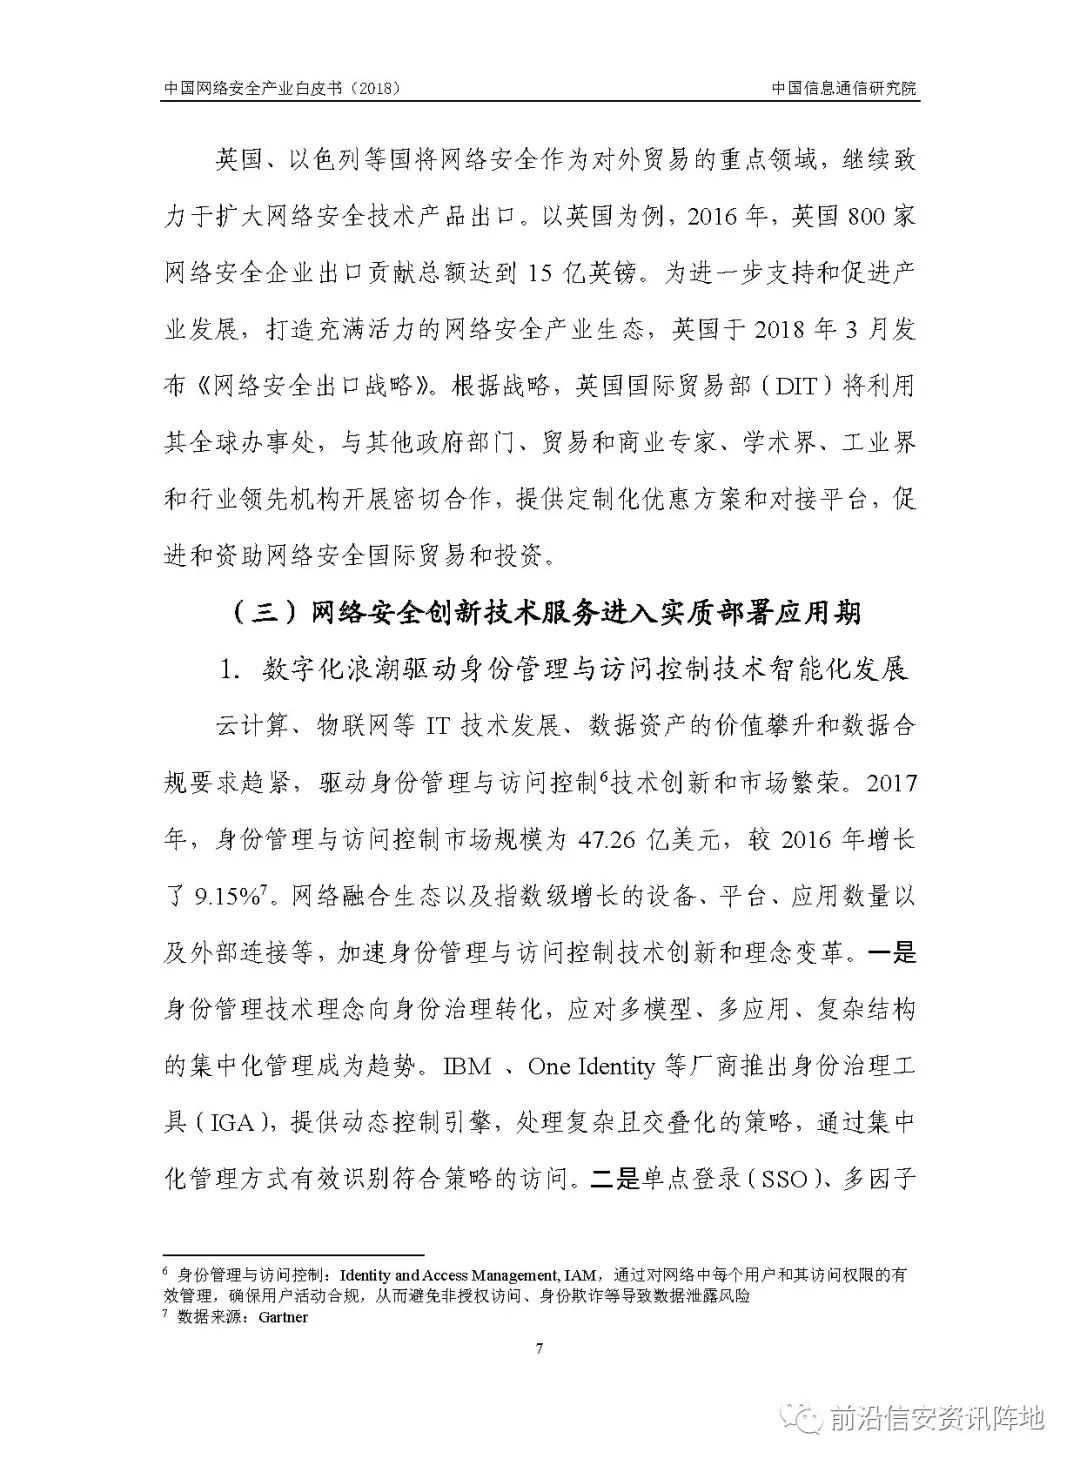 中国网络安全产业白皮书（2018）
中国信息通信研究院
英国、以色列等国将网络安全作为对外贸易的重点领域，继续致
力于扩大网络安全技术产品出口。以英国为例，2016 年，英国 800 家
网络安全企业出口贡献总额达到 15 亿英镑。为进一步支持和促进产
业发展，打造充满活力的网络安全产业生态，英国于 2018 年 3 月发
布《网络安全出口战略》。根据战略，英国国际贸易部（DIT）将利用
其全球办事处，与其他政府部门、贸易和商业专家、学术界、工业界
和行业领先机构开展密切合作，提供定制化优惠方案和对接平台，促
进和资助网络安全国际贸易和投资。
（三）网络安全创新技术服务进入实质部署应用期
1. 数字化浪潮驱动身份管理与访问控制技术智能化发展
云计算、物联网等 IT 技术发展、数据资产的价值攀升和数据合
规要求趋紧，驱动身份管理与访问控制⁶技术创新和市场繁荣。2017
年，身份管理与访问控制市场规模为 47.26 亿美元，较 2016 年增长
了 9.15%⁷。网络融合生态以及指数级增长的设备、平台、应用数量以
及外部连接等，加速身份管理与访问控制技术创新和理念变革。一是
身份管理技术理念向身份治理转化，应对多模型、多应用、复杂结构
的集中化管理成为趋势。IBM 、One Identity 等厂商推出身份治理工
具（IGA），提供动态控制引擎，处理复杂且交叠化的策略，通过集中
化管理方式有效识别符合策略的访问。二是单点登录（SSO）、多因子
⁶ 身份管理与访问控制：Identity and Access Management, IAM，通过对网络中每个用户和其访问权限的有
效管理，确保用户活动合规，从而避免非授权访问、身份欺诈等导致数据泄露风险
⁷ 数据来源：Gartner
7
前沿信安资讯阵地